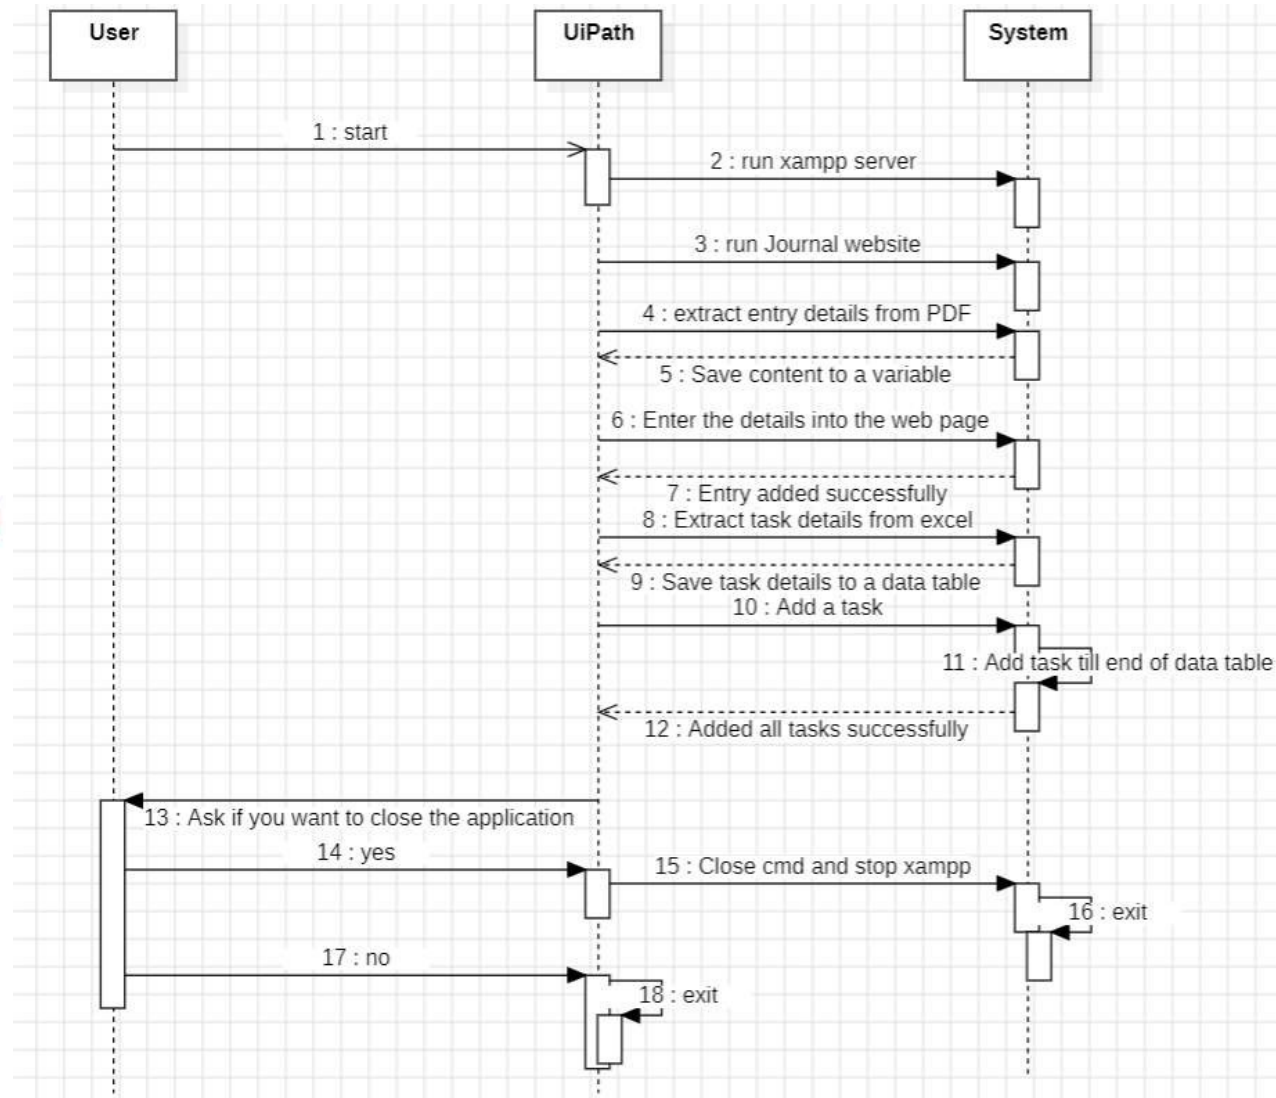 User
UiPath
System
1 : start
2 : run xampp server
3 : run Journal website
4 : extract entry details from PDF
5 : Save content to a variable
6 : Enter the details into the web page
7 : Entry added successfully
8 : Extract task details from excel
9 : Save task details to a data table
10 : Add a task
11 : Add task till end of data table
12 : Added all tasks successfully
13 : Ask if you want to close the application
14 : yes
15 : Close cmd and stop xampp
16 : exit
17 : no
18 : exit